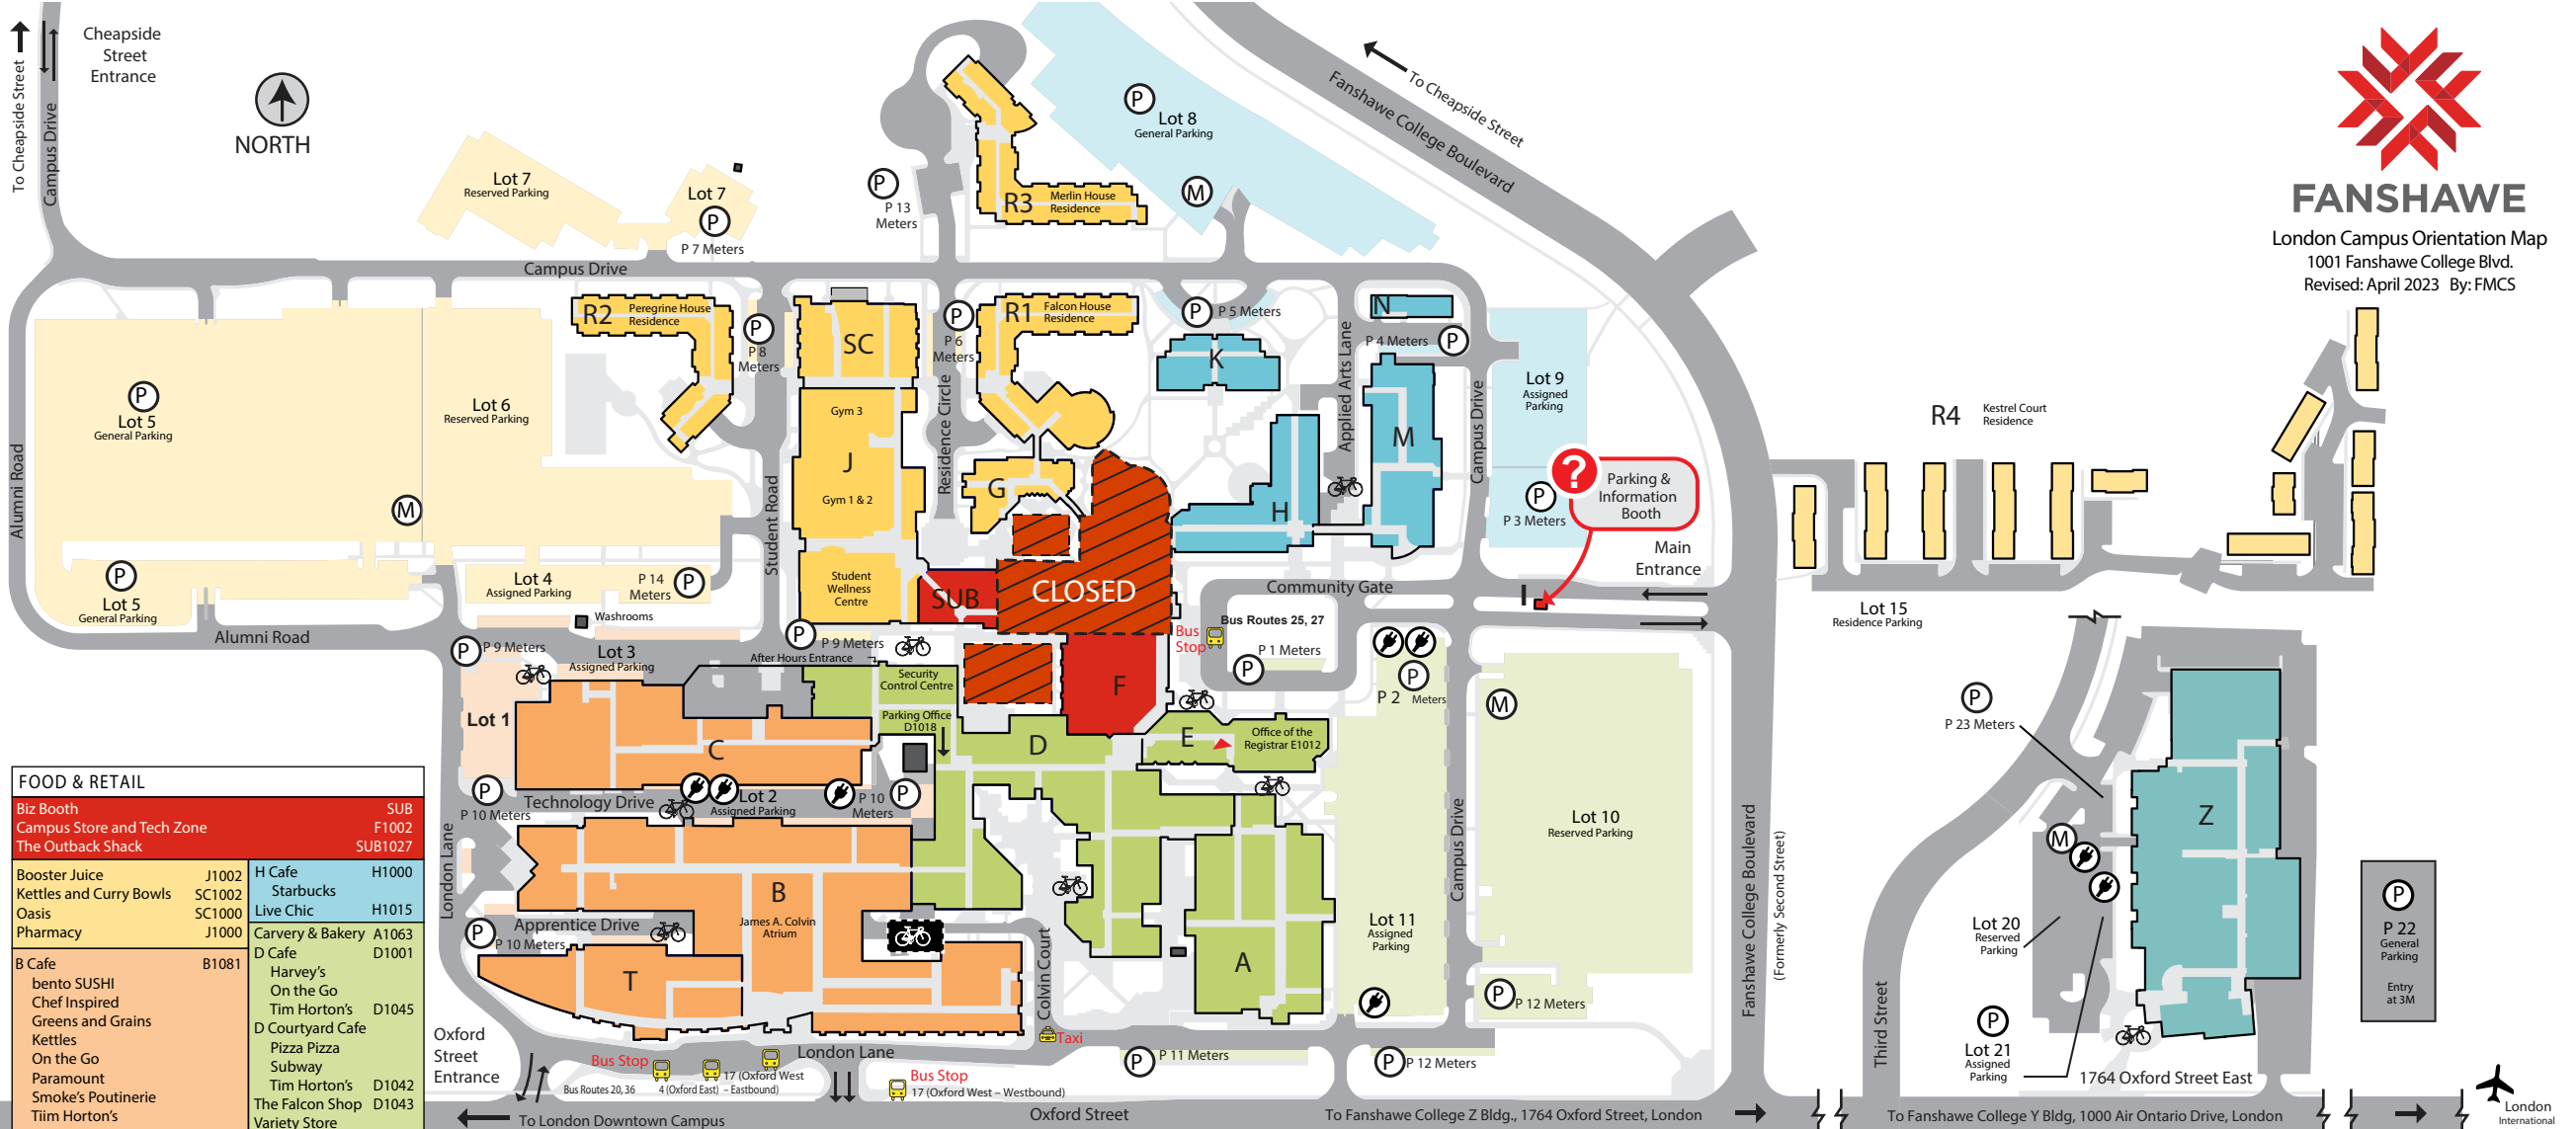 To Cheapside Street
Campus Drive
Cheapside
Street
Entrance
NORTH
Lot 7
Reserved Parking
Lot 7
P
P 7 Meters
P
P 13
Meters
R3
Merlin House
Residence
P
Lot 8
General Parking
M
To Cheapside Street
Fanshawe College Boulevard
FANSHAWE
London Campus Orientation Map
1001 Fanshawe College Blvd.
Revised: April 2023 By: FMCS
Campus Drive
R2
Peregrine House
Residence
P
P 8
Meters
SC
P
P 6
Meters
R1
Falcon House
Residence
P
P 5 Meters
K
Applied Arts Lane
N
P 4 Meters
P
Lot 9
Assigned
Parking
P
Lot 5
General Parking
Lot 6
Reserved Parking
M
Alumni Road
Student Road
Gym 3
J
Gym 1 & 2
Residence Circle
G
H
M
Campus Drive
P
P 3 Meters
?
Parking &
Information
Booth
Main
Entrance
R4
Kestrel Court
Residence
Lot 15
Residence Parking
P
Lot 5
General Parking
Lot 4
Assigned Parking
P 14
Meters
P
Washrooms
Alumni Road
Student
Wellness
Centre
SUB
CLOSED
Community Gate
Bus Routes 25, 27
Bus
Stop
P 1 Meters
P
P
P 9 Meters
Lot 3
Assigned Parking
P
P 9 Meters
After Hours Entrance
Security
Control Centre
Parking Office
D1018
F
P
P 2
Meters
M
Lot 1
C
D
E
Office of the
Registrar E1012
P
P 10 Meters
Technology Drive
Lot 2
Assigned Parking
P 10
Meters
P
London Lane
B
James A. Colvin
Atrium
Apprentice Drive
P
P 10 Meters
T
Colvin Court
A
Lot 11
Assigned
Parking
Campus Drive
Lot 10
Reserved Parking
P
P 12 Meters
Fanshawe College Boulevard
(Formerly Second Street)
P
P 23 Meters
Z
M
Lot 20
Reserved
Parking
P
Lot 21
Assigned
Parking
Third Street
1764 Oxford Street East
P
P 22
General
Parking
Entry
at 3M
Oxford
Street
Entrance
Bus Stop
Bus Routes 20, 36
4 (Oxford East)
17 (Oxford West
– Eastbound)
London Lane
Bus Stop
17 (Oxford West – Westbound)
Taxi
P
P 11 Meters
P
P 12 Meters
To London Downtown Campus
Oxford Street
To Fanshawe College Z Bldg., 1764 Oxford Street, London
To Fanshawe College Y Bldg, 1000 Air Ontario Drive, London
London
International
FOOD & RETAIL
Biz Booth SUB
Campus Store and Tech Zone F1002
The Outback Shack SUB1027
Booster Juice J1002
Kettles and Curry Bowls SC1002
Oasis SC1000
Pharmacy J1000
B Cafe B1081
bento SUSHI
Chef Inspired
Greens and Grains
Kettles
On the Go
Paramount
Smoke's Poutinerie
Tiim Horton's
H Cafe H1000
Starbucks
Live Chic H1015
Carvery & Bakery A1063
D Cafe D1001
Harvey's
On the Go
Tim Horton's D1045
D Courtyard Cafe
Pizza Pizza
Subway
Tim Horton's D1042
The Falcon Shop D1043
Variety Store